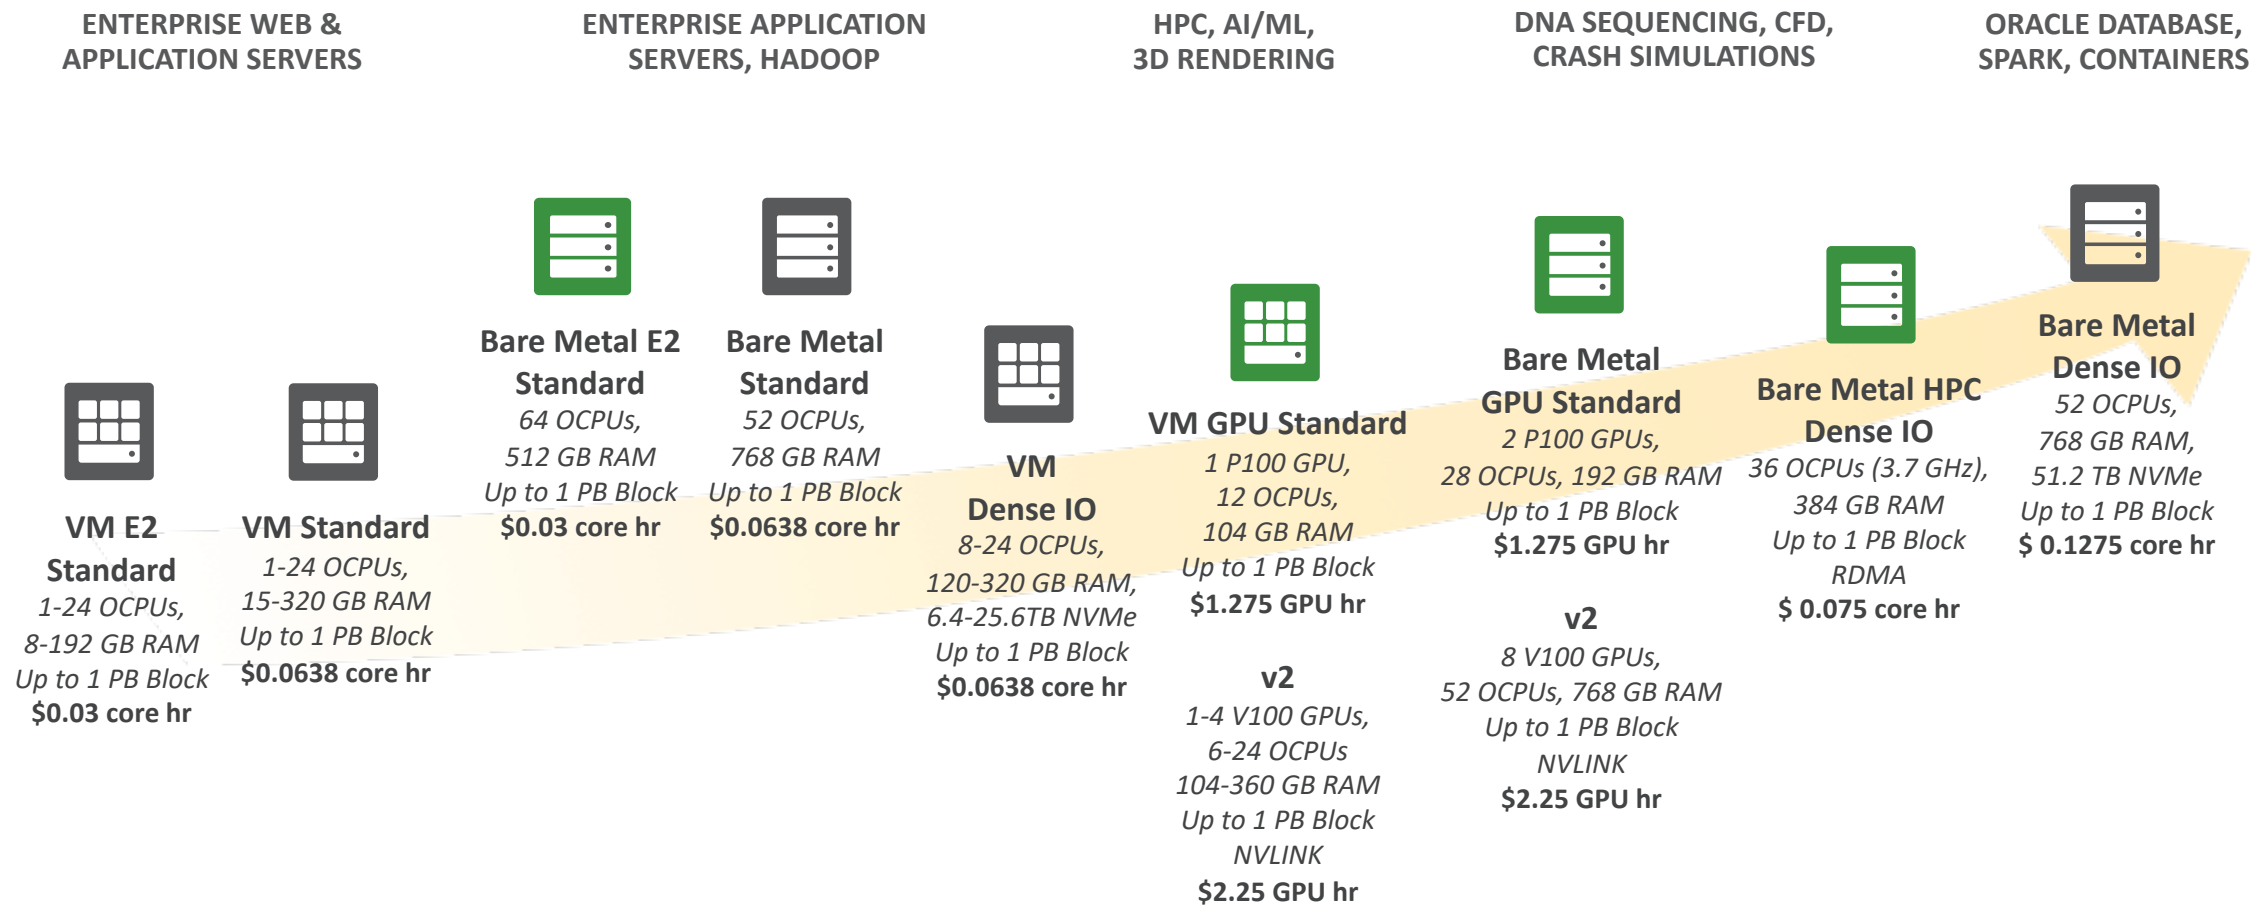 ENTERPRISE WEB &
APPLICATION SERVERS
ENTERPRISE APPLICATION
SERVERS, HADOOP
HPC, AI/ML,
3D RENDERING
DNA SEQUENCING, CFD,
CRASH SIMULATIONS
ORACLE DATABASE,
SPARK, CONTAINERS
VM E2
Standard
1-24 OCPUs,
8-192 GB RAM
Up to 1 PB Block
$0.03 core hr
VM Standard
1-24 OCPUs,
15-320 GB RAM
Up to 1 PB Block
$0.0638 core hr
Bare Metal E2
Standard
64 OCPUs,
512 GB RAM
Up to 1 PB Block
$0.03 core hr
Bare Metal
Standard
52 OCPUs,
768 GB RAM
Up to 1 PB Block
$0.0638 core hr
VM
Dense IO
8-24 OCPUs,
120-320 GB RAM,
6.4-25.6TB NVMe
Up to 1 PB Block
$0.0638 core hr
VM GPU Standard
1 P100 GPU,
12 OCPUs,
104 GB RAM
Up to 1 PB Block
$1.275 GPU hr
v2
1-4 V100 GPUs,
6-24 OCPUs
104-360 GB RAM
Up to 1 PB Block
NVLINK
$2.25 GPU hr
Bare Metal
GPU Standard
2 P100 GPUs,
28 OCPUs, 192 GB RAM
Up to 1 PB Block
$1.275 GPU hr
v2
8 V100 GPUs,
52 OCPUs, 768 GB RAM
Up to 1 PB Block
NVLINK
$2.25 GPU hr
Bare Metal HPC
Dense IO
36 OCPUs (3.7 GHz),
384 GB RAM
Up to 1 PB Block
RDMA
$ 0.075 core hr
Bare Metal
Dense IO
52 OCPUs,
768 GB RAM,
51.2 TB NVMe
Up to 1 PB Block
$ 0.1275 core hr